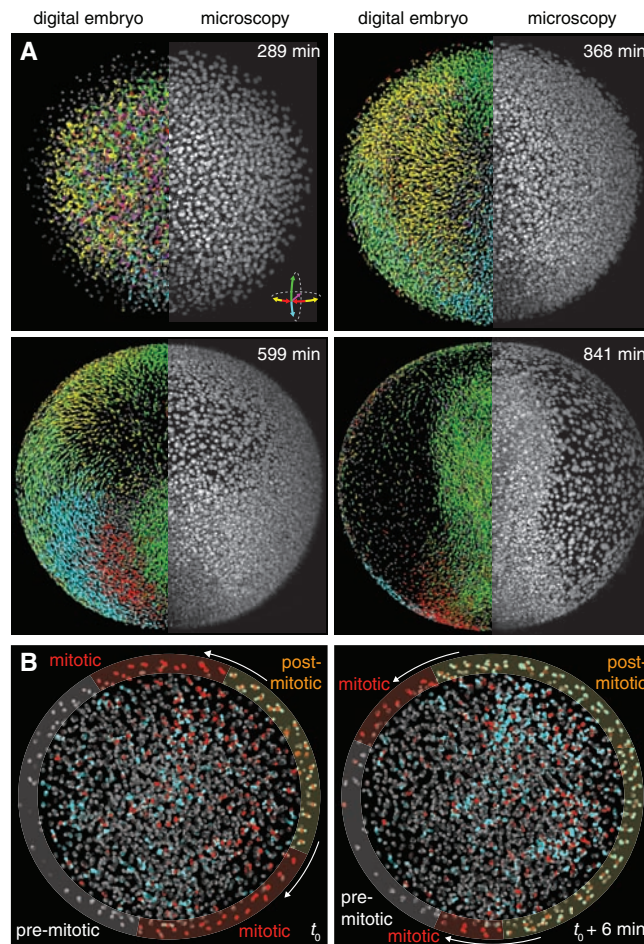 digital embryo microscopy digital embryo microscopy
A 289 min 368 min
599 min 841 min
B mitotic post-
mitotic
pre-mitotic mitotic t0
mitotic post-
mitotic
pre-
mitotic
mitotic t0 + 6 min